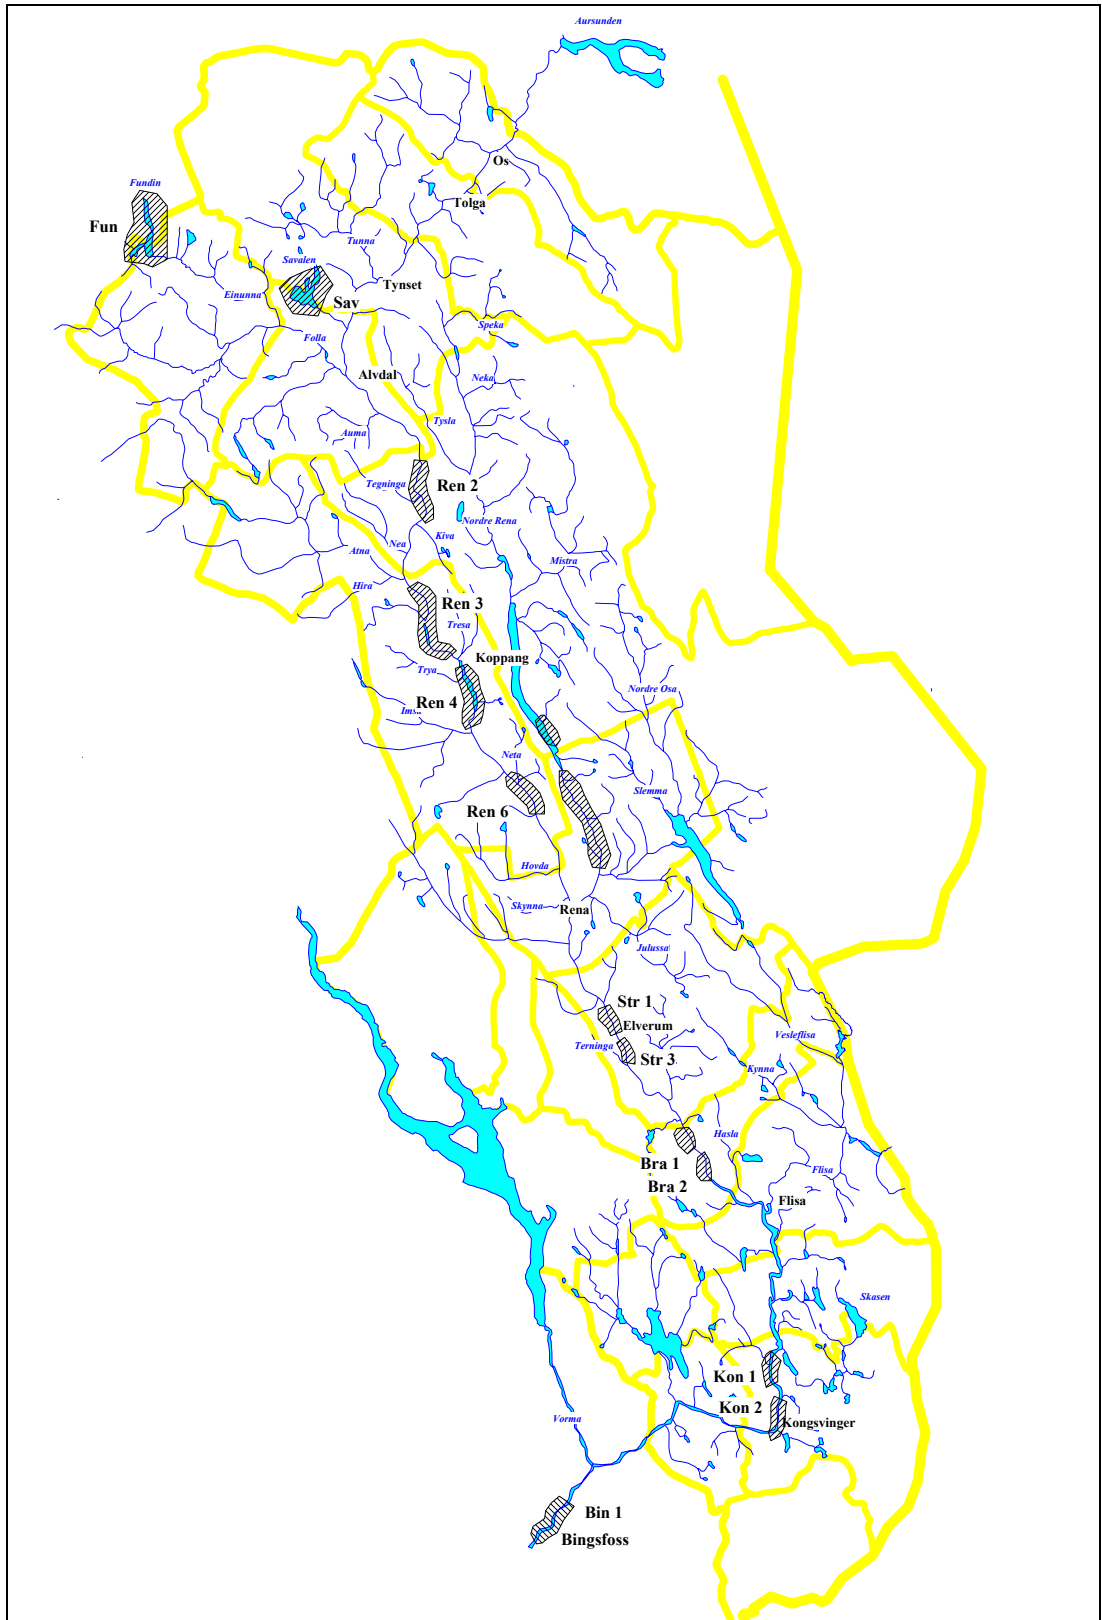 Aursunden
Os
Fundin
Tolga
Fun
Tunna
Savalen
Tynset
Einunna
Sav
Speka
Folla
Alvdal
Neka
Tysla
Auma
Tegninga
Ren 2
Nordre Rena
Kiva
Nea
Atna
Mistra
Hira
Ren 3
Tresa
Koppang
Trya
Nordre Osa
Ren 4
Neta
Slemma
Ren 6
Hovda
Skynna
Rena
Julussa
Str 1
Elverum
Vesleflisa
Terninga
Str 3
Kynna
Hasla
Bra 1
Flisa
Bra 2
Flisa
Skasen
Kon 1
Kon 2
Vorma
Kongsvinger
Bin 1
Bingsfoss